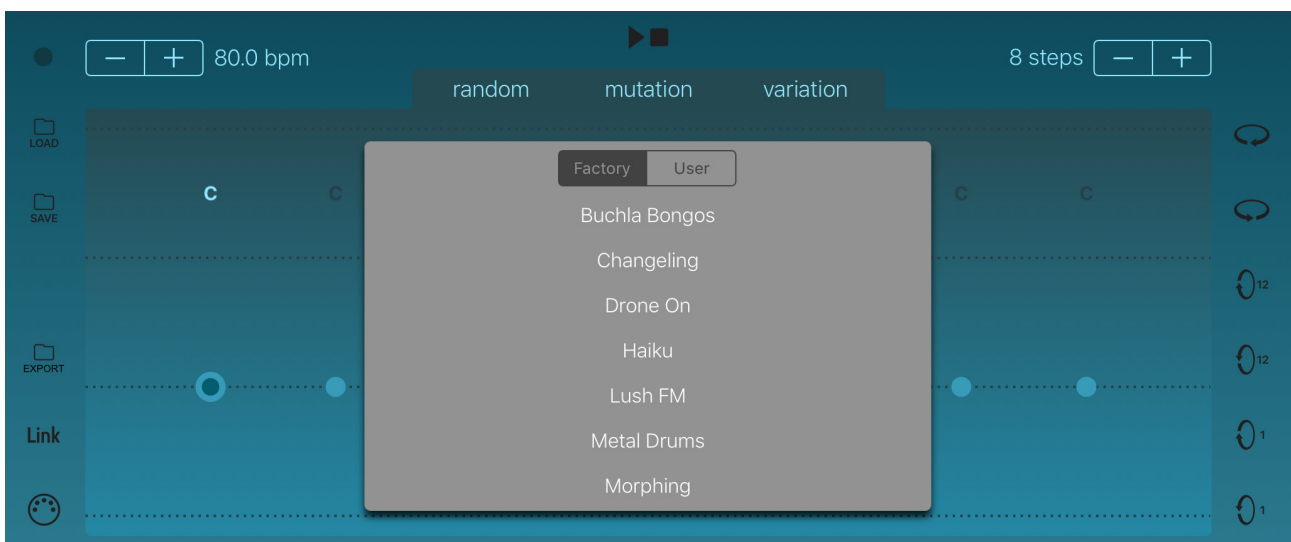 80.0 bpm
8 steps
random mutation variation
LOAD
Factory User
C C C C
SAVE
Buchla Bongos
Changeling
12
Drone On
Haiku
12
EXPORT
Lush FM
Link
Metal Drums
1
Morphing
1